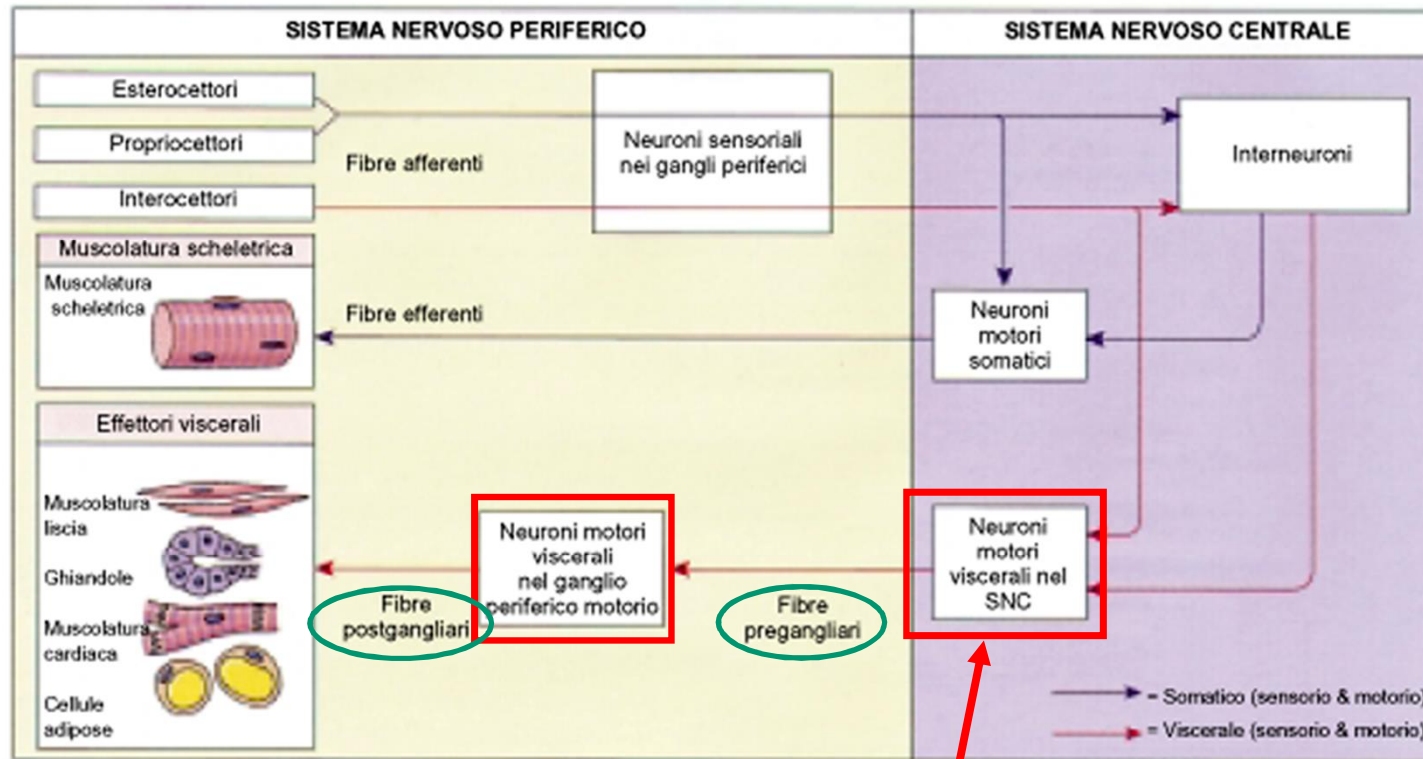 SISTEMA NERVOSO PERIFERICO
SISTEMA NERVOSO CENTRALE
Esterocettori
Propriocettori
Interocettori
Fibre afferenti
Neuroni sensoriali
nei gangli periferici
Interneuroni
Muscolatura scheletrica
Muscolatura
scheletrica
Fibre efferenti
Neuroni
motori
somatici
Effettori viscerali
Muscolatura
liscia
Ghiandole
Muscolatura
cardiaca
Cellule
adipose
Fibre
postgangliari
Neuroni motori
viscerali
nel ganglio
periferico motorio
Fibre
pregangliari
Neuroni
motori
viscerali nel
SNC
= Somatico (sensorio & motorio)
= Viscerale (sensorio & motorio)